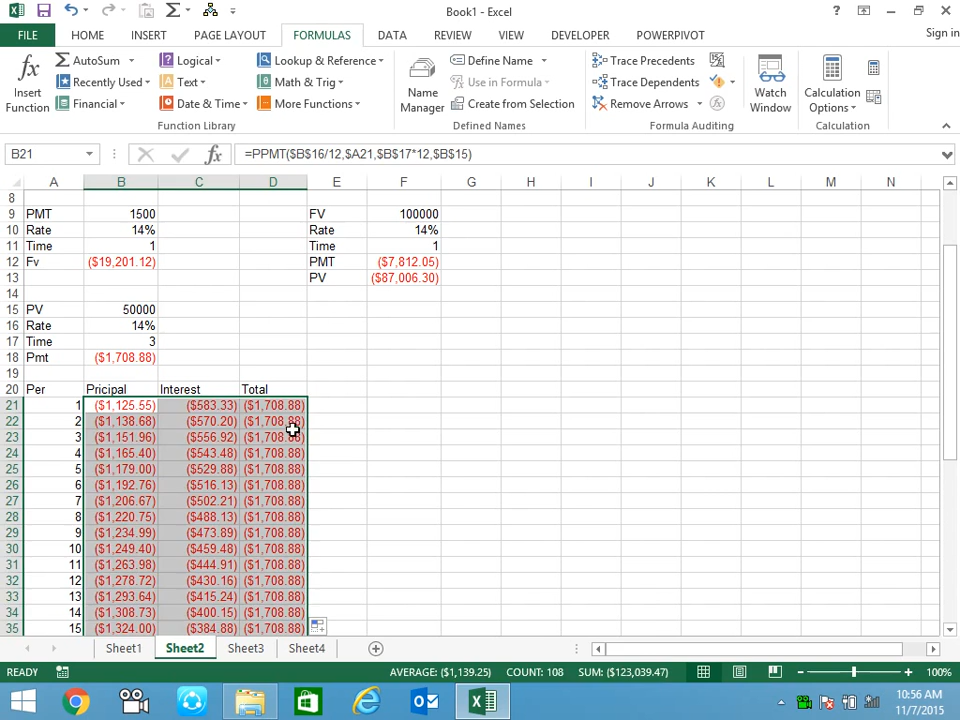 Book1 - Excel
FILE HOME INSERT PAGE LAYOUT FORMULAS DATA REVIEW VIEW DEVELOPER POWERPIVOT Sign in
Insert Function
AutoSum
Recently Used
Financial
Logical
Text
Date & Time
Lookup & Reference
Math & Trig
More Functions
Function Library
Name Manager
Define Name
Use in Formula
Create from Selection
Defined Names
Trace Precedents
Trace Dependents
Remove Arrows
Formula Auditing
Watch Window
Calculation Options
Calculation
B21 fx =PPMT($B$16/12,$A21,$B$17*12,$B$15)
A B C D E F G H I J K L M N
8
9 PMT 1500 FV 100000
10 Rate 14% Rate 14%
11 Time 1 Time 1
12 Fv ($19,201.12) PMT ($7,812.05)
13 PV ($87,006.30)
14
15 PV 50000
16 Rate 14%
17 Time 3
18 Pmt ($1,708.88)
19
20 Per Pricipal Interest Total
21 1 ($1,125.55) ($583.33) ($1,708.88)
22 2 ($1,138.68) ($570.20) ($1,708.88)
23 3 ($1,151.96) ($556.92) ($1,708.88)
24 4 ($1,165.40) ($543.48) ($1,708.88)
25 5 ($1,179.00) ($529.88) ($1,708.88)
26 6 ($1,192.76) ($516.13) ($1,708.88)
27 7 ($1,206.67) ($502.21) ($1,708.88)
28 8 ($1,220.75) ($488.13) ($1,708.88)
29 9 ($1,234.99) ($473.89) ($1,708.88)
30 10 ($1,249.40) ($459.48) ($1,708.88)
31 11 ($1,263.98) ($444.91) ($1,708.88)
32 12 ($1,278.72) ($430.16) ($1,708.88)
33 13 ($1,293.64) ($415.24) ($1,708.88)
34 14 ($1,308.73) ($400.15) ($1,708.88)
35 15 ($1,324.00) ($384.88) ($1,708.88)
Sheet1 Sheet2 Sheet3 Sheet4
READY AVERAGE: ($1,139.25) COUNT: 108 SUM: ($123,039.47) 100%
10:56 AM
11/7/2015